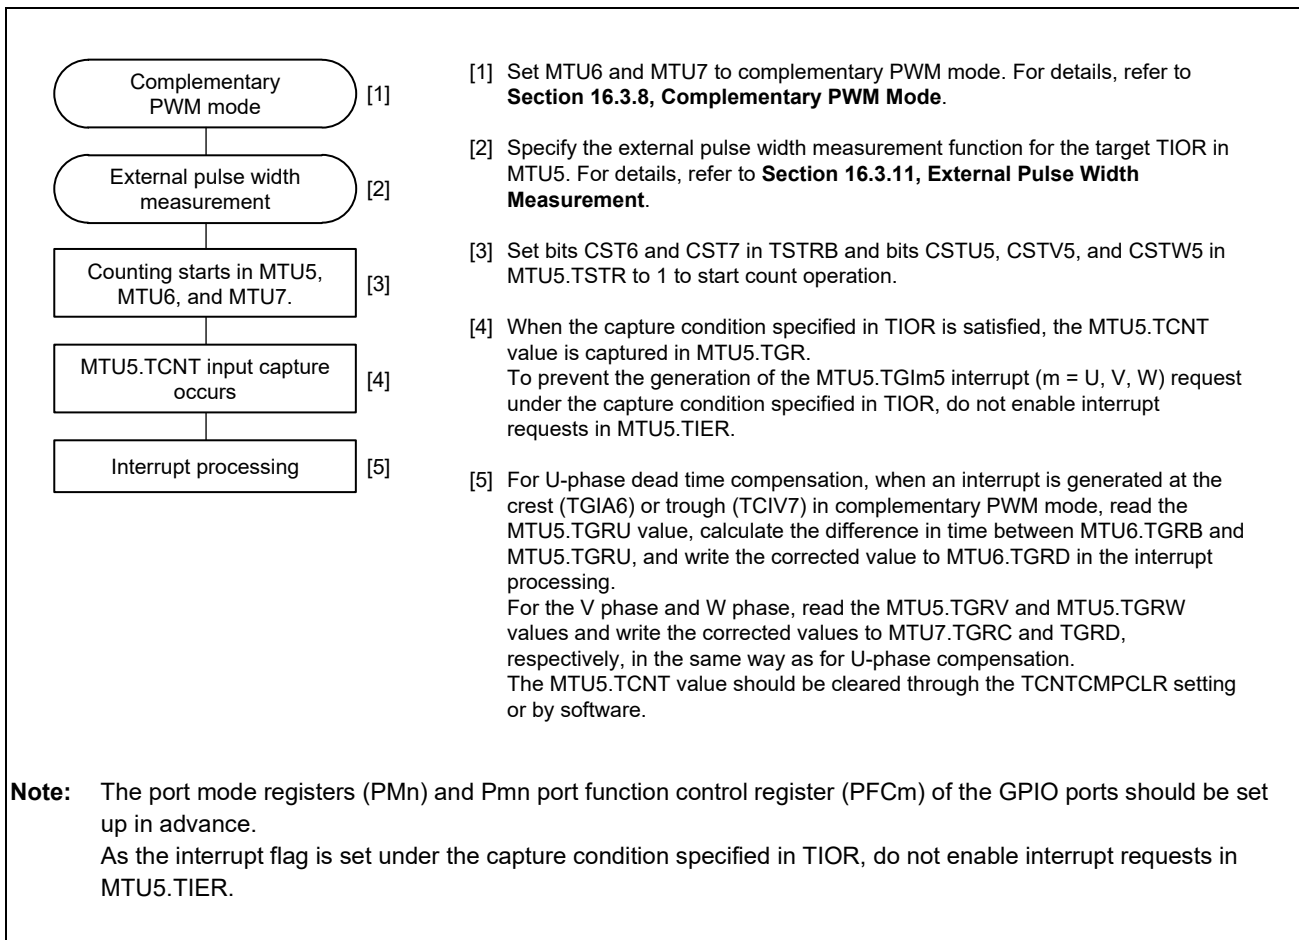 Complementary
PWM mode
[1]
External pulse width
measurement
[2]
Counting starts in MTU5,
MTU6, and MTU7.
[3]
MTU5.TCNT input capture
occurs
[4]
Interrupt processing
[5]
[1] Set MTU6 and MTU7 to complementary PWM mode. For details, refer to
Section 16.3.8, Complementary PWM Mode.
[2] Specify the external pulse width measurement function for the target TIOR in
MTU5. For details, refer to Section 16.3.11, External Pulse Width
Measurement.
[3] Set bits CST6 and CST7 in TSTRB and bits CSTU5, CSTV5, and CSTW5 in
MTU5.TSTR to 1 to start count operation.
[4] When the capture condition specified in TIOR is satisfied, the MTU5.TCNT
value is captured in MTU5.TGR.
To prevent the generation of the MTU5.TGIm5 interrupt (m = U, V, W) request
under the capture condition specified in TIOR, do not enable interrupt
requests in MTU5.TIER.
[5] For U-phase dead time compensation, when an interrupt is generated at the
crest (TGIA6) or trough (TCIV7) in complementary PWM mode, read the
MTU5.TGRU value, calculate the difference in time between MTU6.TGRB and
MTU5.TGRU, and write the corrected value to MTU6.TGRD in the interrupt
processing.
For the V phase and W phase, read the MTU5.TGRV and MTU5.TGRW
values and write the corrected values to MTU7.TGRC and TGRD,
respectively, in the same way as for U-phase compensation.
The MTU5.TCNT value should be cleared through the TCNTCMPCLR setting
or by software.
Note: The port mode registers (PMn) and Pmn port function control register (PFCm) of the GPIO ports should be set
up in advance.
As the interrupt flag is set under the capture condition specified in TIOR, do not enable interrupt requests in
MTU5.TIER.